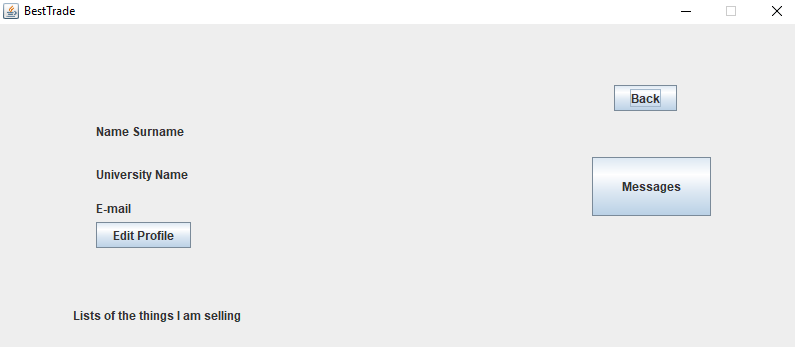 BestTrade
Back
Name Surname
University Name
Messages
E-mail
Edit Profile
Lists of the things I am selling